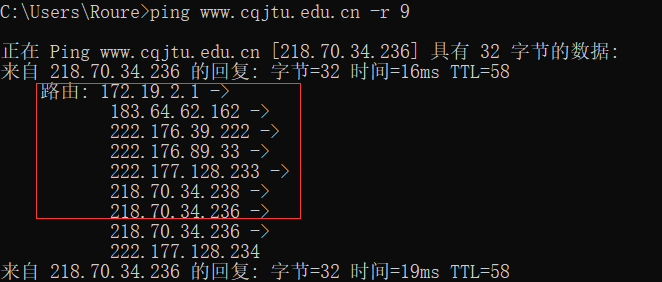 C:\Users\Roure>ping www.cqjtu.edu.cn -r 9
正在 Ping www.cqjtu.edu.cn [218.70.34.236] 具有 32 字节的数据:
来自 218.70.34.236 的回复: 字节=32 时间=16ms TTL=58
路由: 172.19.2.1 ->
183.64.62.162 ->
222.176.39.222 ->
222.176.89.33 ->
222.177.128.233 ->
218.70.34.238 ->
218.70.34.236 ->
218.70.34.236 ->
222.177.128.234
来自 218.70.34.236 的回复: 字节=32 时间=19ms TTL=58